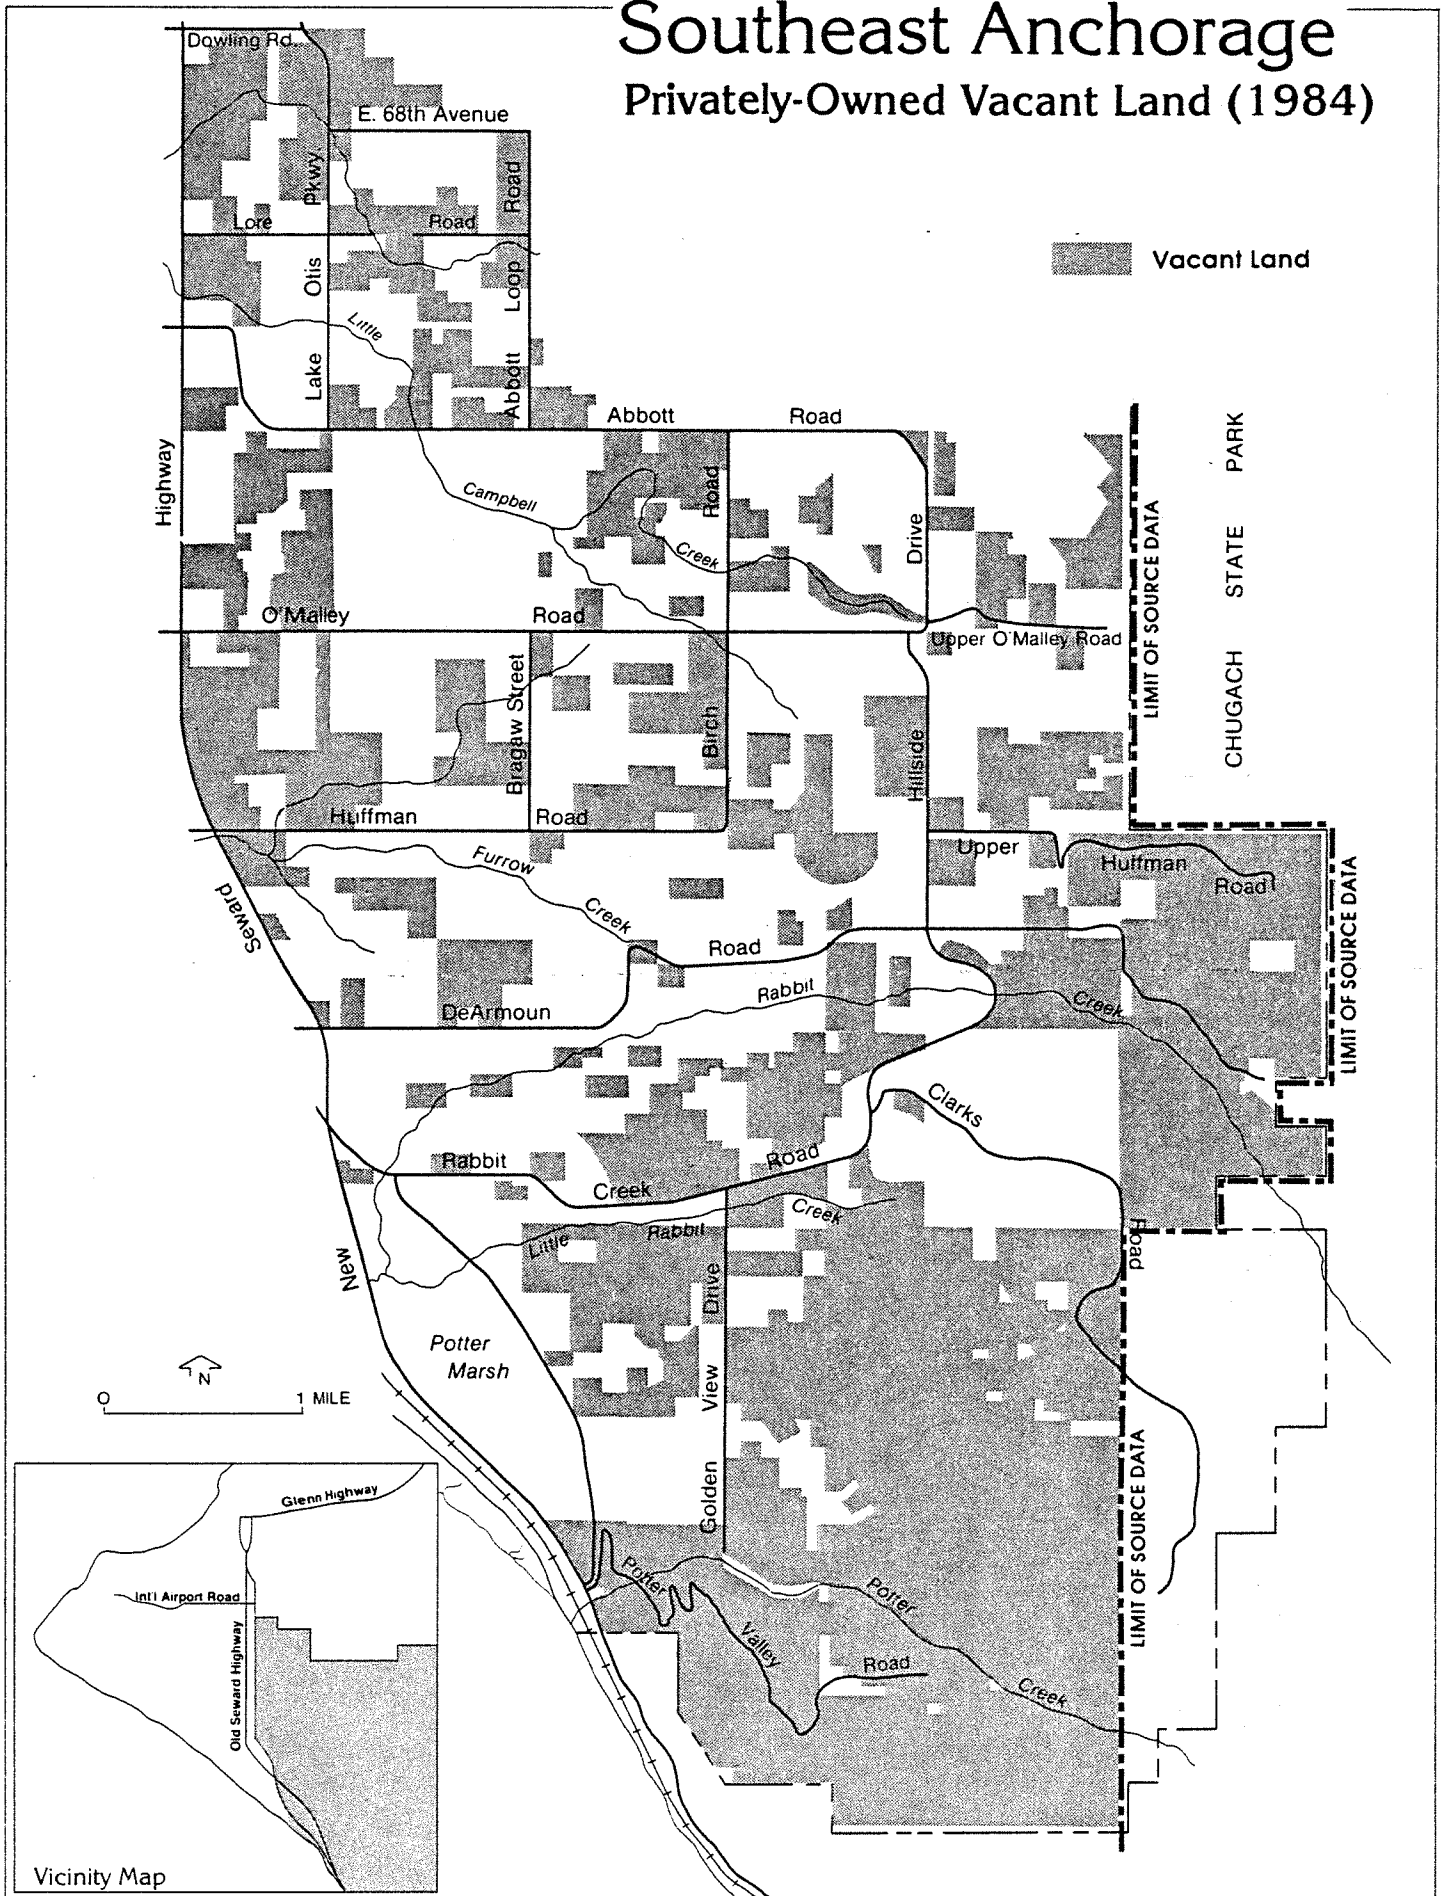 Southeast Anchorage
Privately-Owned Vacant Land (1984)
Dowling Rd.
E. 68th Avenue
Pkwy.
Road
Lore
Road
Vacant Land
Otis
Loop
Little
Lake
Abbott
Abbott
Road
Highway
Campbell
Road
Creek
Drive
LIMIT OF SOURCE DATA
CHUGACH STATE PARK
O'Malley
Road
Upper O'Malley Road
Bragaw Street
Birch
Hillside
Huffman
Road
Upper
Huffman
Road
Furrow
Creek
Seward
LIMIT OF SOURCE DATA
Road
DeArmoun
Rabbit
Creek
Clarks
Rabbit
Creek
Road
Road
Little
Rabbit
Creek
New
Drive
Potter
Marsh
View
N
0
1 MILE
Golden
LIMIT OF SOURCE DATA
Potter
Valley
Road
Potter
Creek
Glenn Highway
Int'l Airport Road
Old Seward Highway
Vicinity Map